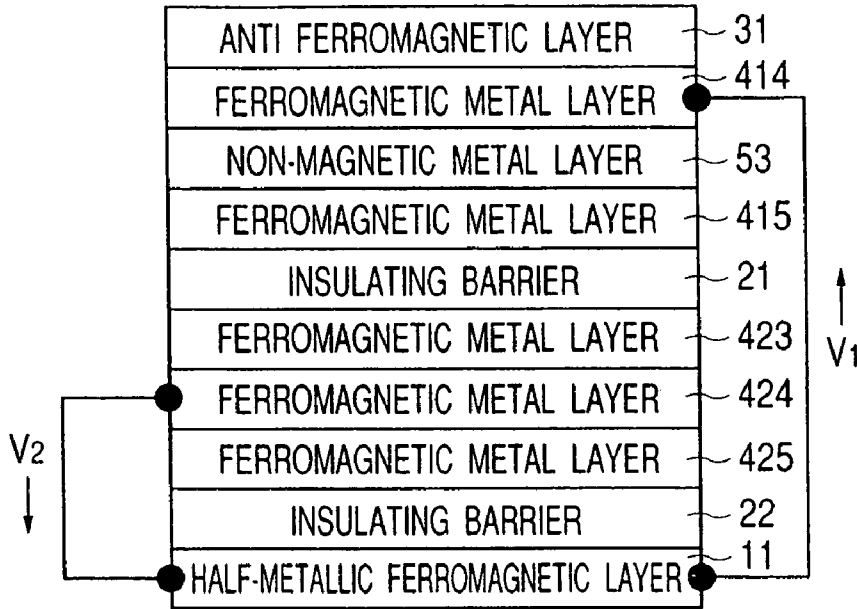 ANTI FERROMAGNETIC LAYER 31
FERROMAGNETIC METAL LAYER 414
NON-MAGNETIC METAL LAYER 53
FERROMAGNETIC METAL LAYER 415
INSULATING BARRIER 21
FERROMAGNETIC METAL LAYER 423
V1
FERROMAGNETIC METAL LAYER 424
V2
FERROMAGNETIC METAL LAYER 425
INSULATING BARRIER 22
HALF-METALLIC FERROMAGNETIC LAYER 11